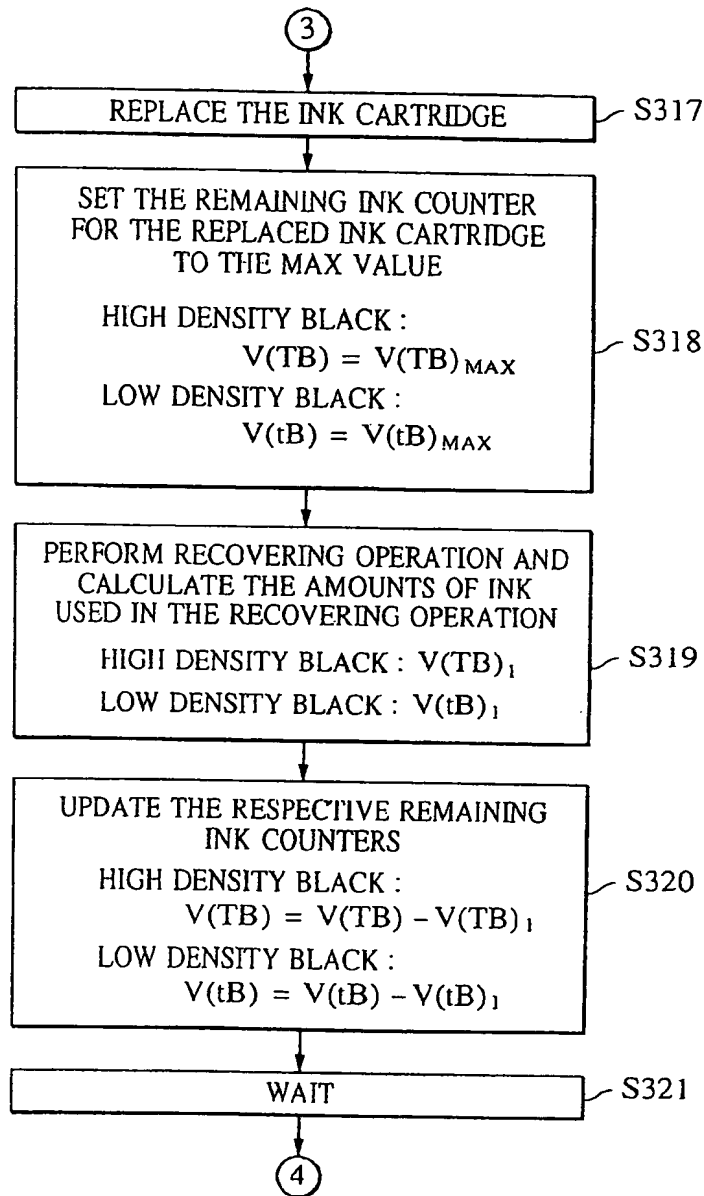 3
REPLACE THE INK CARTRIDGE
S317
SET THE REMAINING INK COUNTER
FOR THE REPLACED INK CARTRIDGE
TO THE MAX VALUE
HIGH DENSITY BLACK :
V(TB) = V(TB)MAX
LOW DENSITY BLACK :
V(tB) = V(tB)MAX
S318
PERFORM RECOVERING OPERATION AND
CALCULATE THE AMOUNTS OF INK
USED IN THE RECOVERING OPERATION
HIGH DENSITY BLACK : V(TB)1
LOW DENSITY BLACK : V(tB)1
S319
UPDATE THE RESPECTIVE REMAINING
INK COUNTERS
HIGH DENSITY BLACK :
V(TB) = V(TB) – V(TB)1
LOW DENSITY BLACK :
V(tB) = V(tB) – V(tB)1
S320
WAIT
S321
4